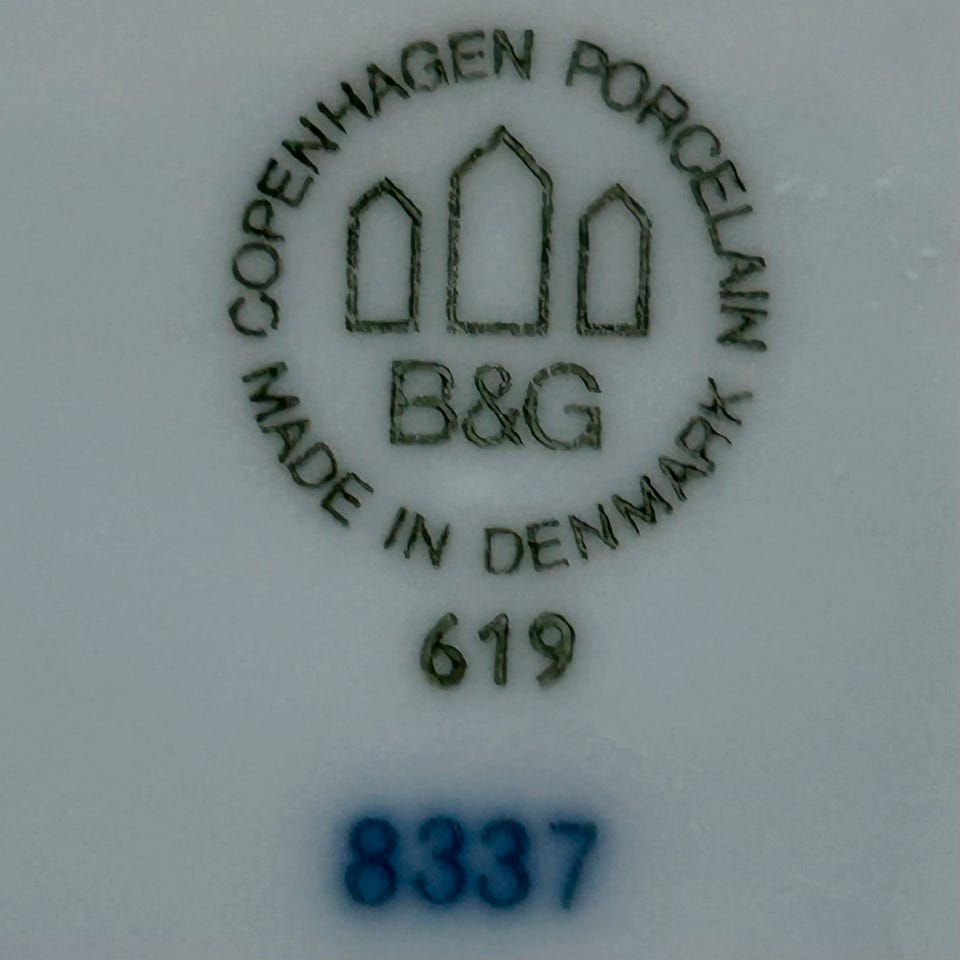 COPENHAGEN PORCELAIN
B&G
MADE IN DENMARK
619
8337